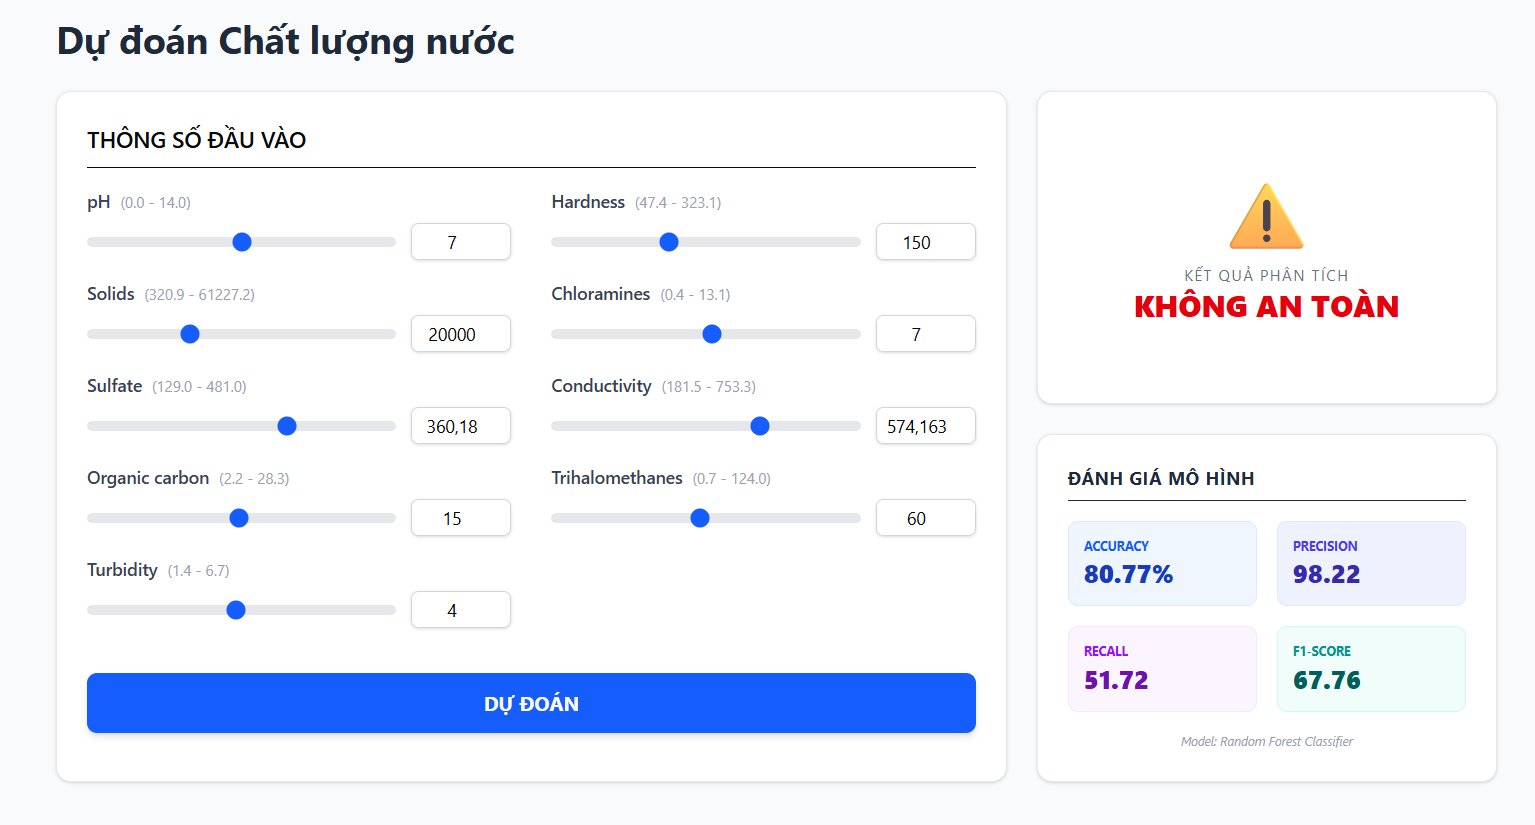 Dự đoán Chất lượng nước
THÔNG SỐ ĐẦU VÀO
pH (0.0 - 14.0)
7
Hardness (47.4 - 323.1)
150
Solids (320.9 - 61227.2)
20000
Chloramines (0.4 - 13.1)
7
Sulfate (129.0 - 481.0)
360,18
Conductivity (181.5 - 753.3)
574,163
Organic carbon (2.2 - 28.3)
15
Trihalomethanes (0.7 - 124.0)
60
Turbidity (1.4 - 6.7)
4
DỰ ĐOÁN
KẾT QUẢ PHÂN TÍCH
KHÔNG AN TOÀN
ĐÁNH GIÁ MÔ HÌNH
ACCURACY
80.77%
PRECISION
98.22
RECALL
51.72
F1-SCORE
67.76
Model: Random Forest Classifier